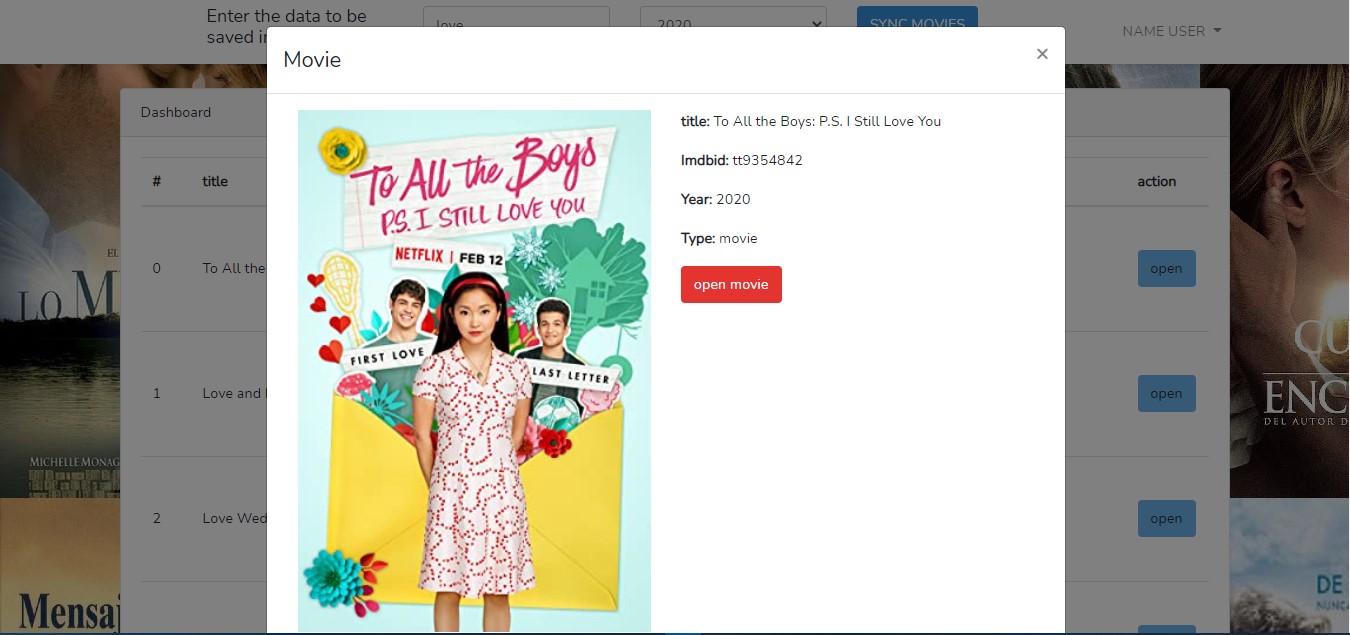 Enter the data to be
saved
love
2020
SYNC MOVIES
NAME USER
Movie
×
Dashboard
# title action
0 To All the open
1 Love and open
2 Love Wed open
To All the Boys
P.S. I STILL LOVE YOU
NETFLIX | FEB 12
FIRST LOVE
LAST LETTER
title: To All the Boys: P.S. I Still Love You
Imdbid: tt9354842
Year: 2020
Type: movie
open movie
EL
LO M
MICHELLE MONAG
Mensaj
QU
ENC
DEL AUTOR D
DE
NUNCA